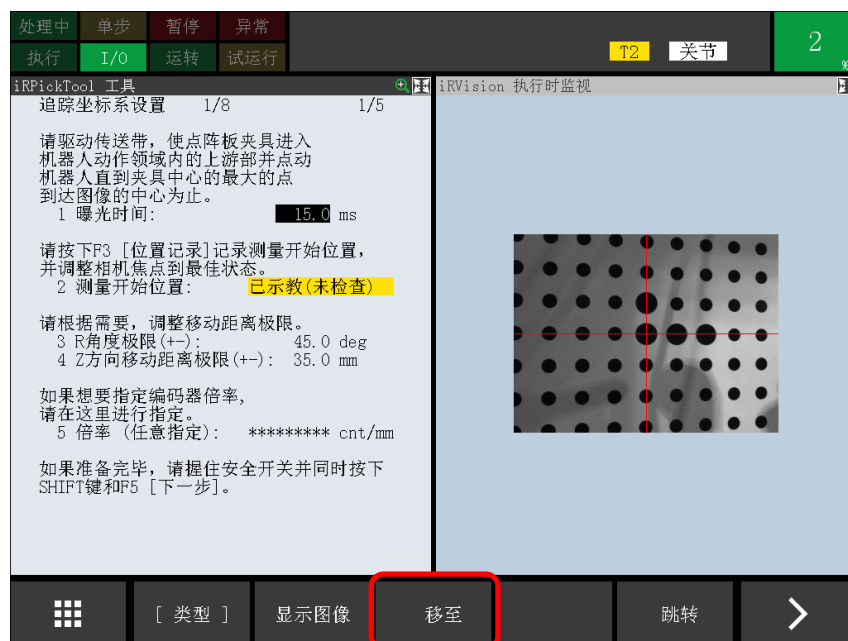 处理中 单步 暂停 异常
执行 I/O 运转 试运行
T2 关节
2
%
iRPickTool 工具
iRVision 执行时监视
追踪坐标系设置 1/8 1/5
请驱动传送带，使点阵板夹具进入
机器人动作领域内的上游部并点动
机器人直到夹具中心的最大的点
到达图像的中心为止。
1 曝光时间: 15.0 ms
请按下F3 [位置记录]记录测量开始位置，
并调整相机焦点到最佳状态。
2 测量开始位置: 已示教(未检查)
请根据需要，调整移动距离极限。
3 R角度极限(+-): 45.0 deg
4 Z方向移动距离极限(+-): 35.0 mm
如果想要指定编码器倍率,
请在这里进行指定。
5 倍率 (任意指定): ********* cnt/mm
如果准备完毕，请握住安全开关并同时按下
SHIFT键和F5 [下一步]。
[ 类型 ] 显示图像 移至 跳转 >